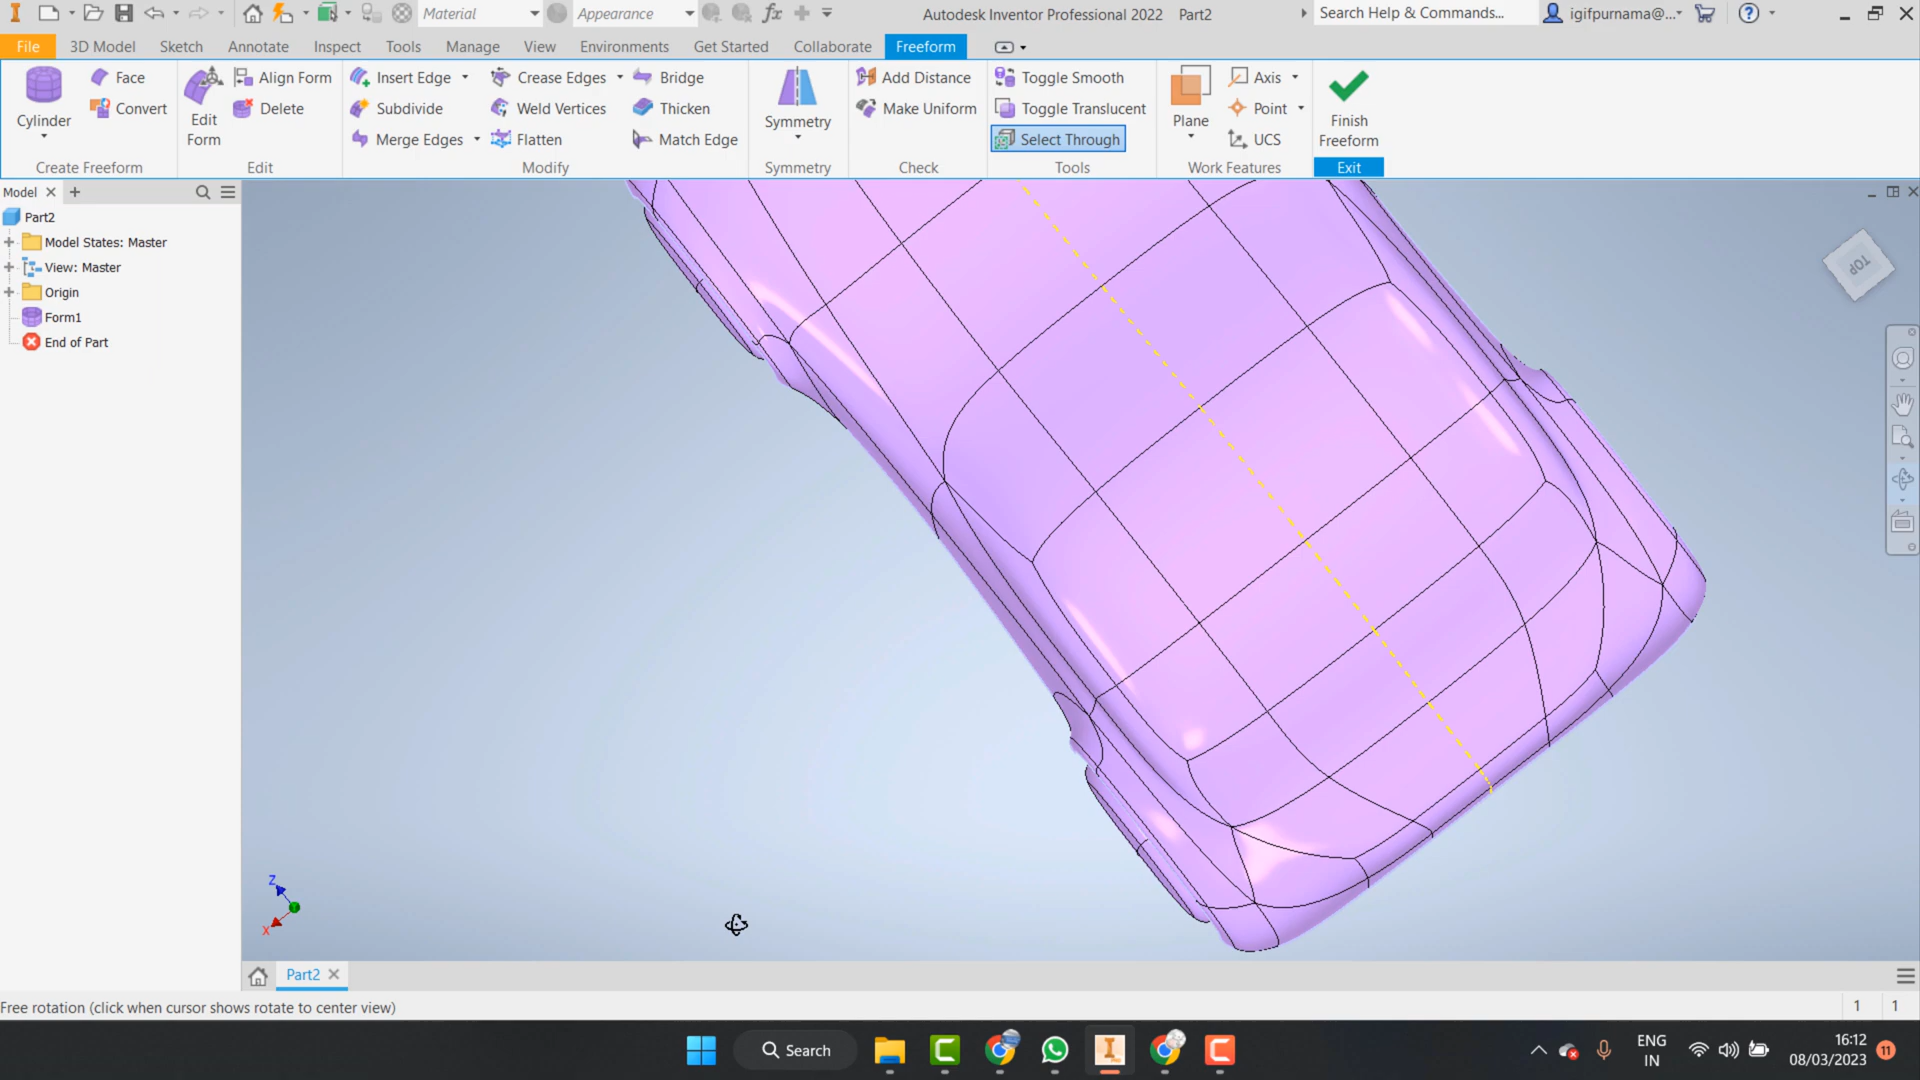 Material
Appearance
fx
Autodesk Inventor Professional 2022 Part2
Search Help & Commands...
igifpurnama@...
File
3D Model
Sketch
Annotate
Inspect
Tools
Manage
View
Environments
Get Started
Collaborate
Freeform
Cylinder
Face
Convert
Create Freeform
Edit Form
Align Form
Delete
Edit
Insert Edge
Subdivide
Merge Edges
Crease Edges
Weld Vertices
Flatten
Bridge
Thicken
Match Edge
Modify
Symmetry
Symmetry
Add Distance
Make Uniform
Check
Toggle Smooth
Toggle Translucent
Select Through
Tools
Plane
Axis
Point
UCS
Work Features
Finish Freeform
Exit
Model
Part2
Model States: Master
View: Master
Origin
Form1
End of Part
TOP
Z
X
Part2
Free rotation (click when cursor shows rotate to center view)
1 1
Search
ENG
IN
16:12
08/03/2023
11